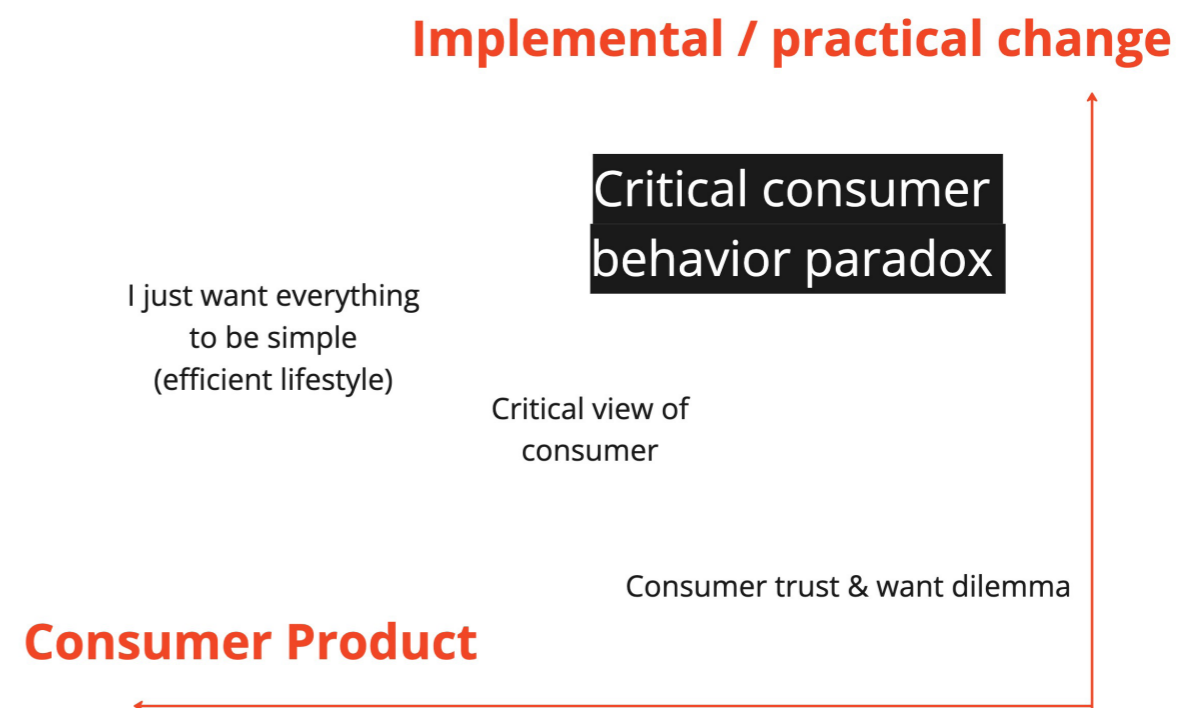 Implemental / practical change
Critical consumer
behavior paradox
I just want everything
to be simple
(efficient lifestyle)
Critical view of
consumer
Consumer trust & want dilemma
Consumer Product